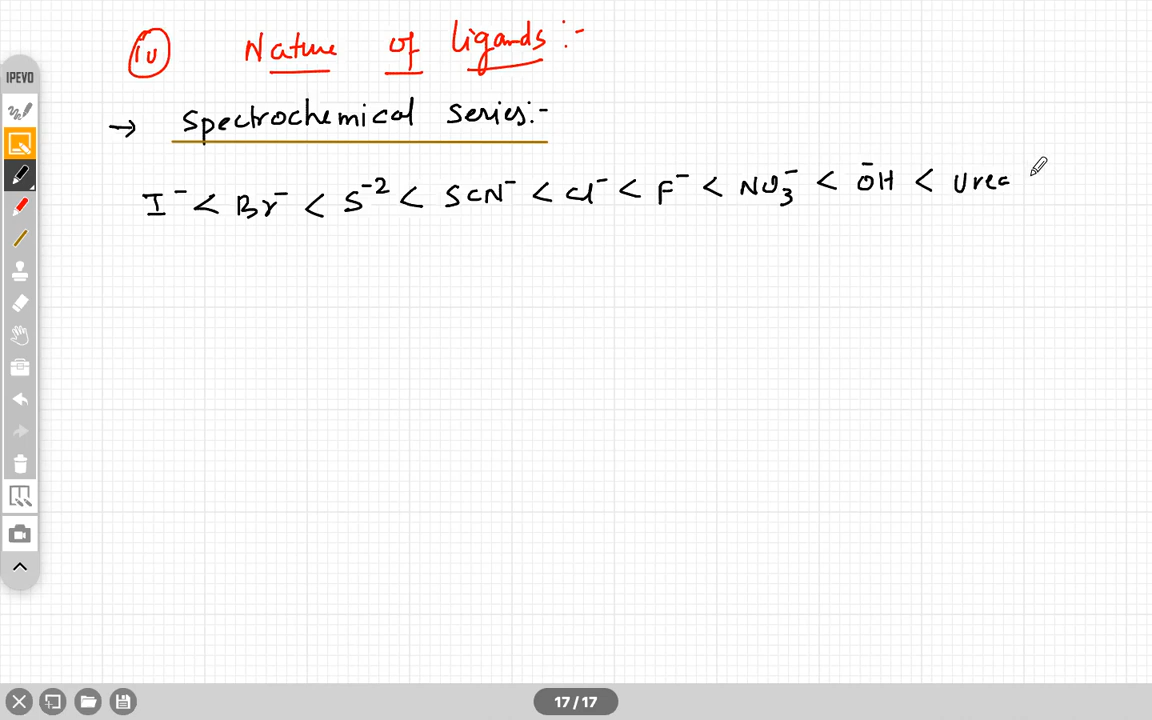 iv Nature of ligands:-
IPEVO
→ Spectrochemical series:-
I⁻ < Br⁻ < S⁻² < SCN⁻ < Cl⁻ < F⁻ < NO₃⁻ < ŌH < Urea
17/17